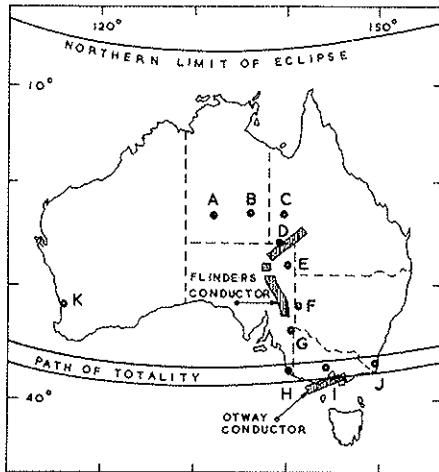 120° 150°
NORTHERN LIMIT OF ECLIPSE
10°
A B C
D
E
FLINDERS
CONDUCTOR
K
F
G
PATH OF TOTALITY
40°
H I J
OTWAY
CONDUCTOR